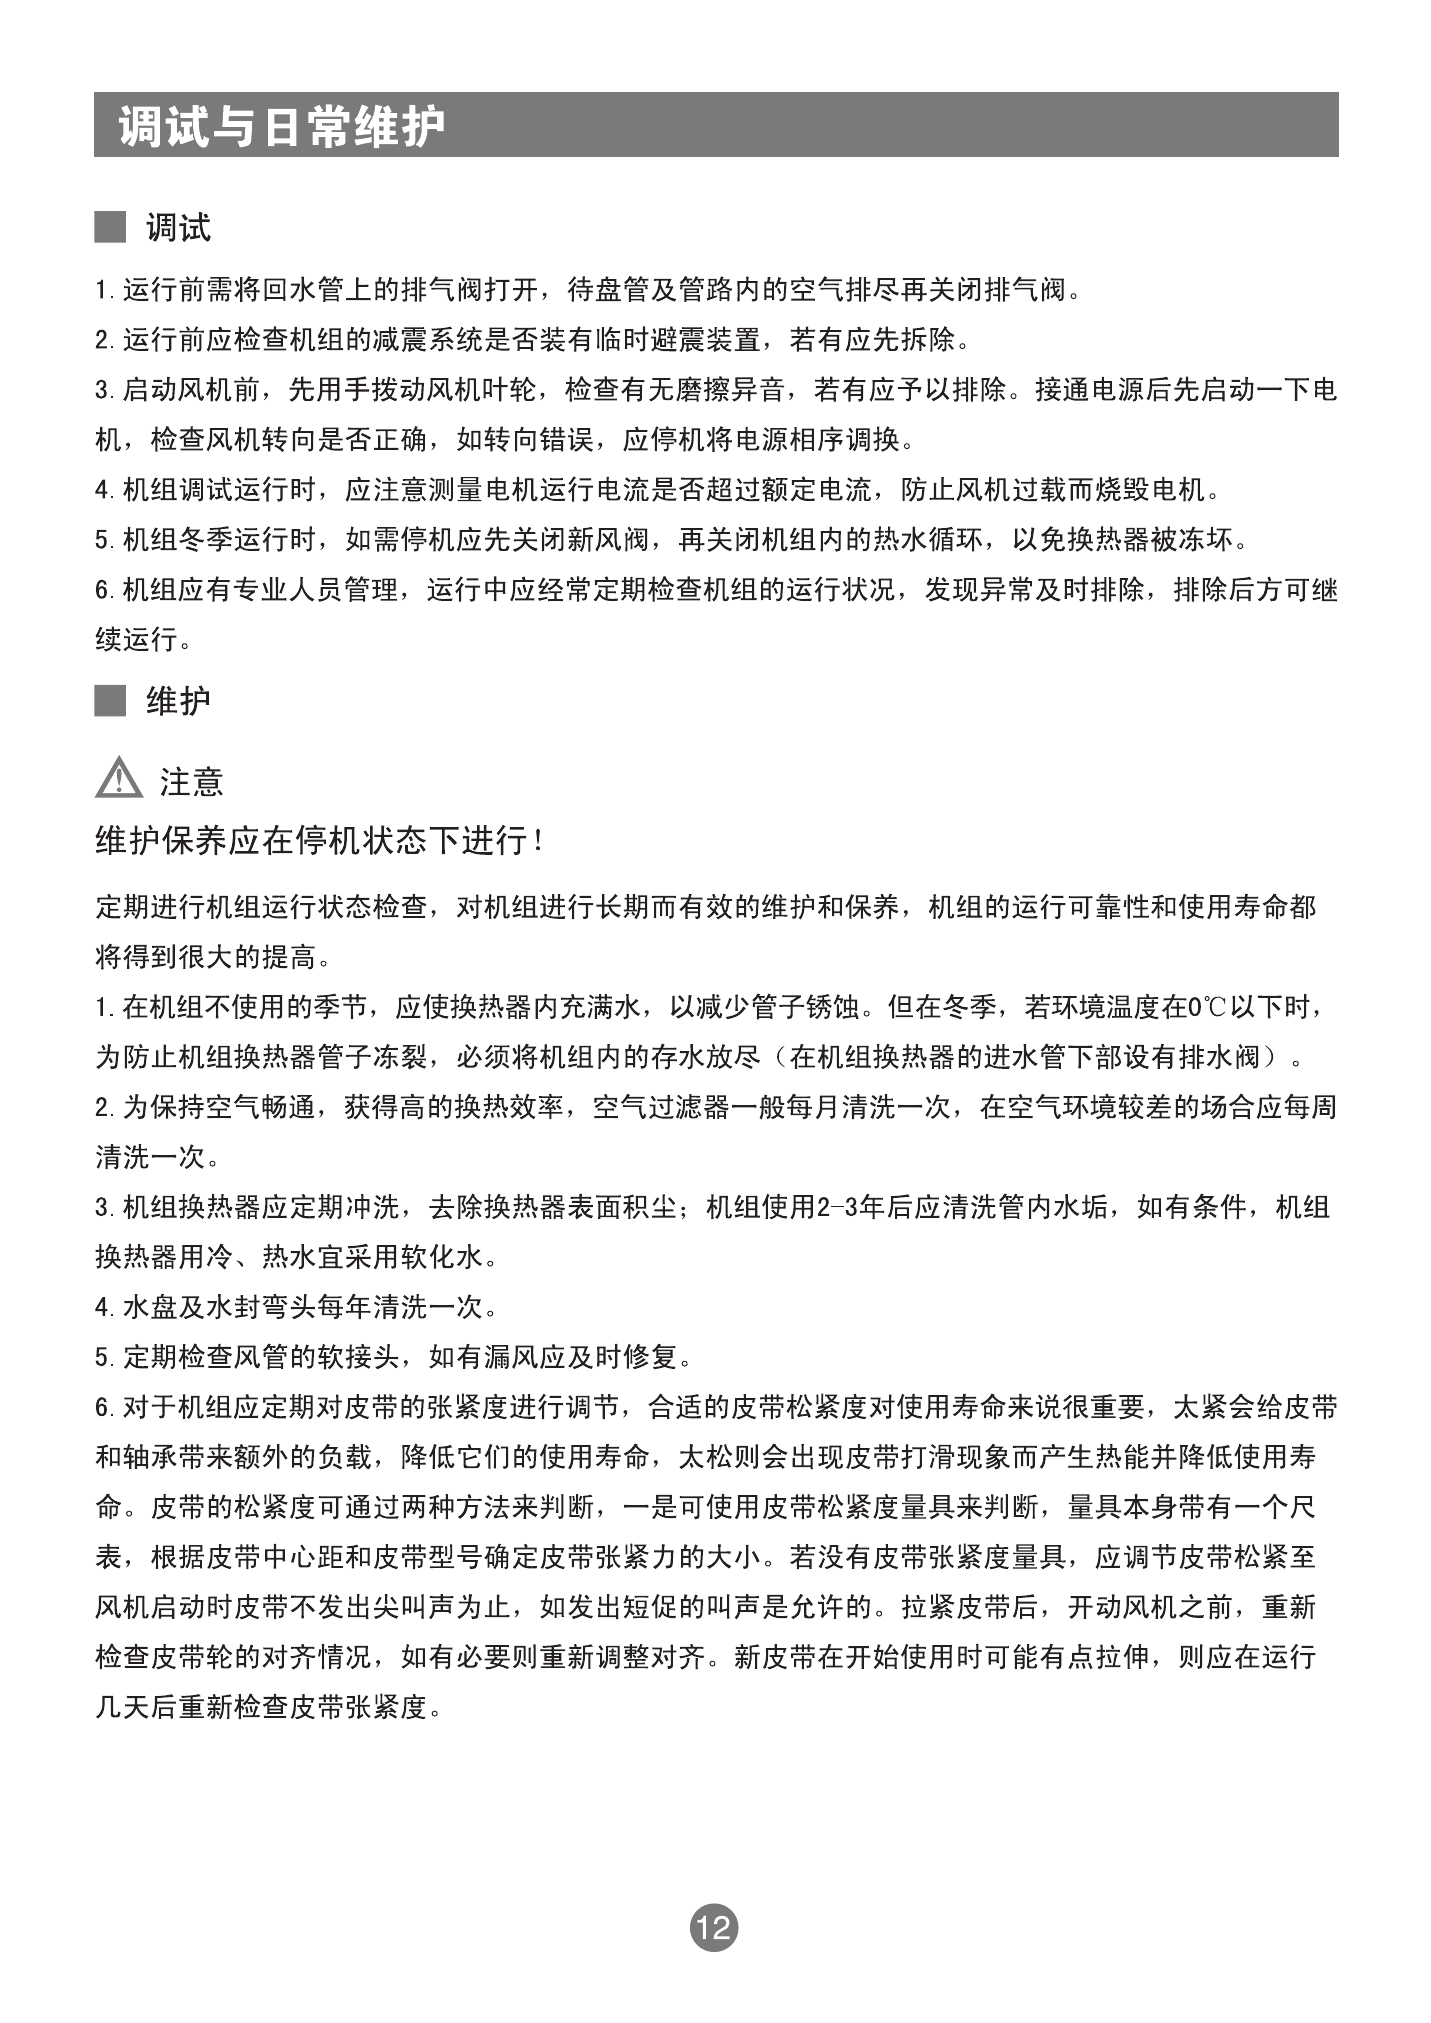 调试与日常维护
调试
1. 运行前需将回水管上的排气阀打开，待盘管及管路内的空气排尽再关闭排气阀。
2. 运行前应检查机组的减震系统是否装有临时避震装置，若有应先拆除。
3. 启动风机前，先用手拨动风机叶轮，检查有无磨擦异音，若有应予以排除。接通电源后先启动一下电
机，检查风机转向是否正确，如转向错误，应停机将电源相序调换。
4. 机组调试运行时，应注意测量电机运行电流是否超过额定电流，防止风机过载而烧毁电机。
5. 机组冬季运行时，如需停机应先关闭新风阀，再关闭机组内的热水循环，以免换热器被冻坏。
6. 机组应有专业人员管理，运行中应经常定期检查机组的运行状况，发现异常及时排除，排除后方可继
续运行。
维护
注意
维护保养应在停机状态下进行！
定期进行机组运行状态检查，对机组进行长期而有效的维护和保养，机组的运行可靠性和使用寿命都
将得到很大的提高。
1. 在机组不使用的季节，应使换热器内充满水，以减少管子锈蚀。但在冬季，若环境温度在0℃以下时，
为防止机组换热器管子冻裂，必须将机组内的存水放尽（在机组换热器的进水管下部设有排水阀）。
2. 为保持空气畅通，获得高的换热效率，空气过滤器一般每月清洗一次，在空气环境较差的场合应每周
清洗一次。
3. 机组换热器应定期冲洗，去除换热器表面积尘；机组使用2-3年后应清洗管内水垢，如有条件，机组
换热器用冷、热水宜采用软化水。
4. 水盘及水封弯头每年清洗一次。
5. 定期检查风管的软接头，如有漏风应及时修复。
6. 对于机组应定期对皮带的张紧度进行调节，合适的皮带松紧度对使用寿命来说很重要，太紧会给皮带
和轴承带来额外的负载，降低它们的使用寿命，太松则会出现皮带打滑现象而产生热能并降低使用寿
命。皮带的松紧度可通过两种方法来判断，一是可使用皮带松紧度量具来判断，量具本身带有一个尺
表，根据皮带中心距和皮带型号确定皮带张紧力的大小。若没有皮带张紧度量具，应调节皮带松紧至
风机启动时皮带不发出尖叫声为止，如发出短促的叫声是允许的。拉紧皮带后，开动风机之前，重新
检查皮带轮的对齐情况，如有必要则重新调整对齐。新皮带在开始使用时可能有点拉伸，则应在运行
几天后重新检查皮带张紧度。
12